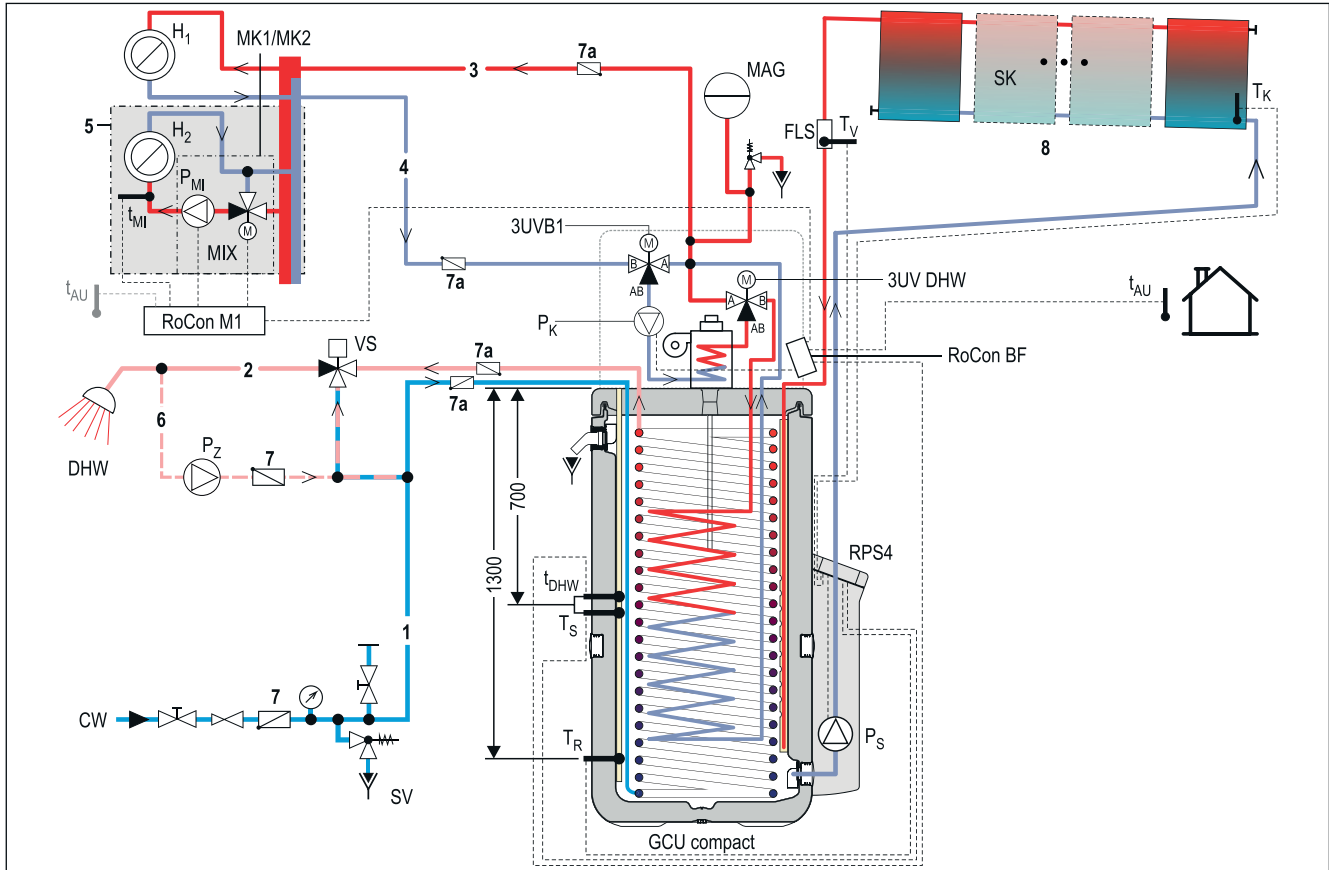 H1
MK1/MK2
7a
3
MAG
SK
TK
5
H2
FLS
TV
8
4
PMI
tMI
M
MIX
3UVB1
M
B
A
AB
7a
M
3UV DHW
A
B
AB
tAU
RoCon M1
PK
tAU
RoCon BF
VS
2
7a
7a
6
DHW
PZ
7
700
1300
RPS4
tDHW
TS
1
7
CW
TR
PS
SV
GCU compact